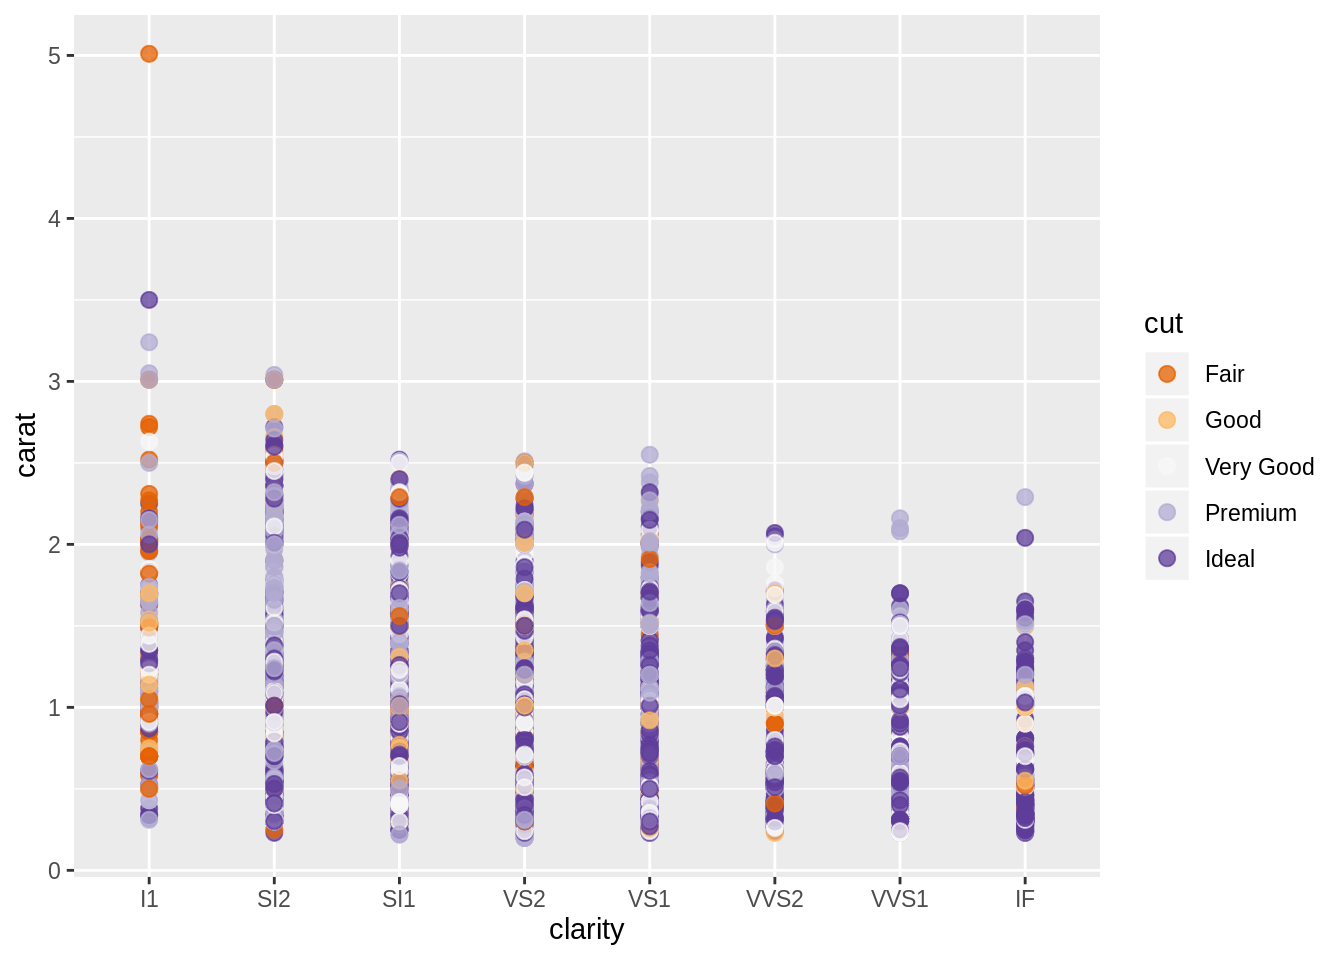 5
4
3
2
1
0
carat
I1 SI2 SI1 VS2 VS1 VVS2 VVS1 IF
clarity
cut
Fair
Good
Very Good
Premium
Ideal